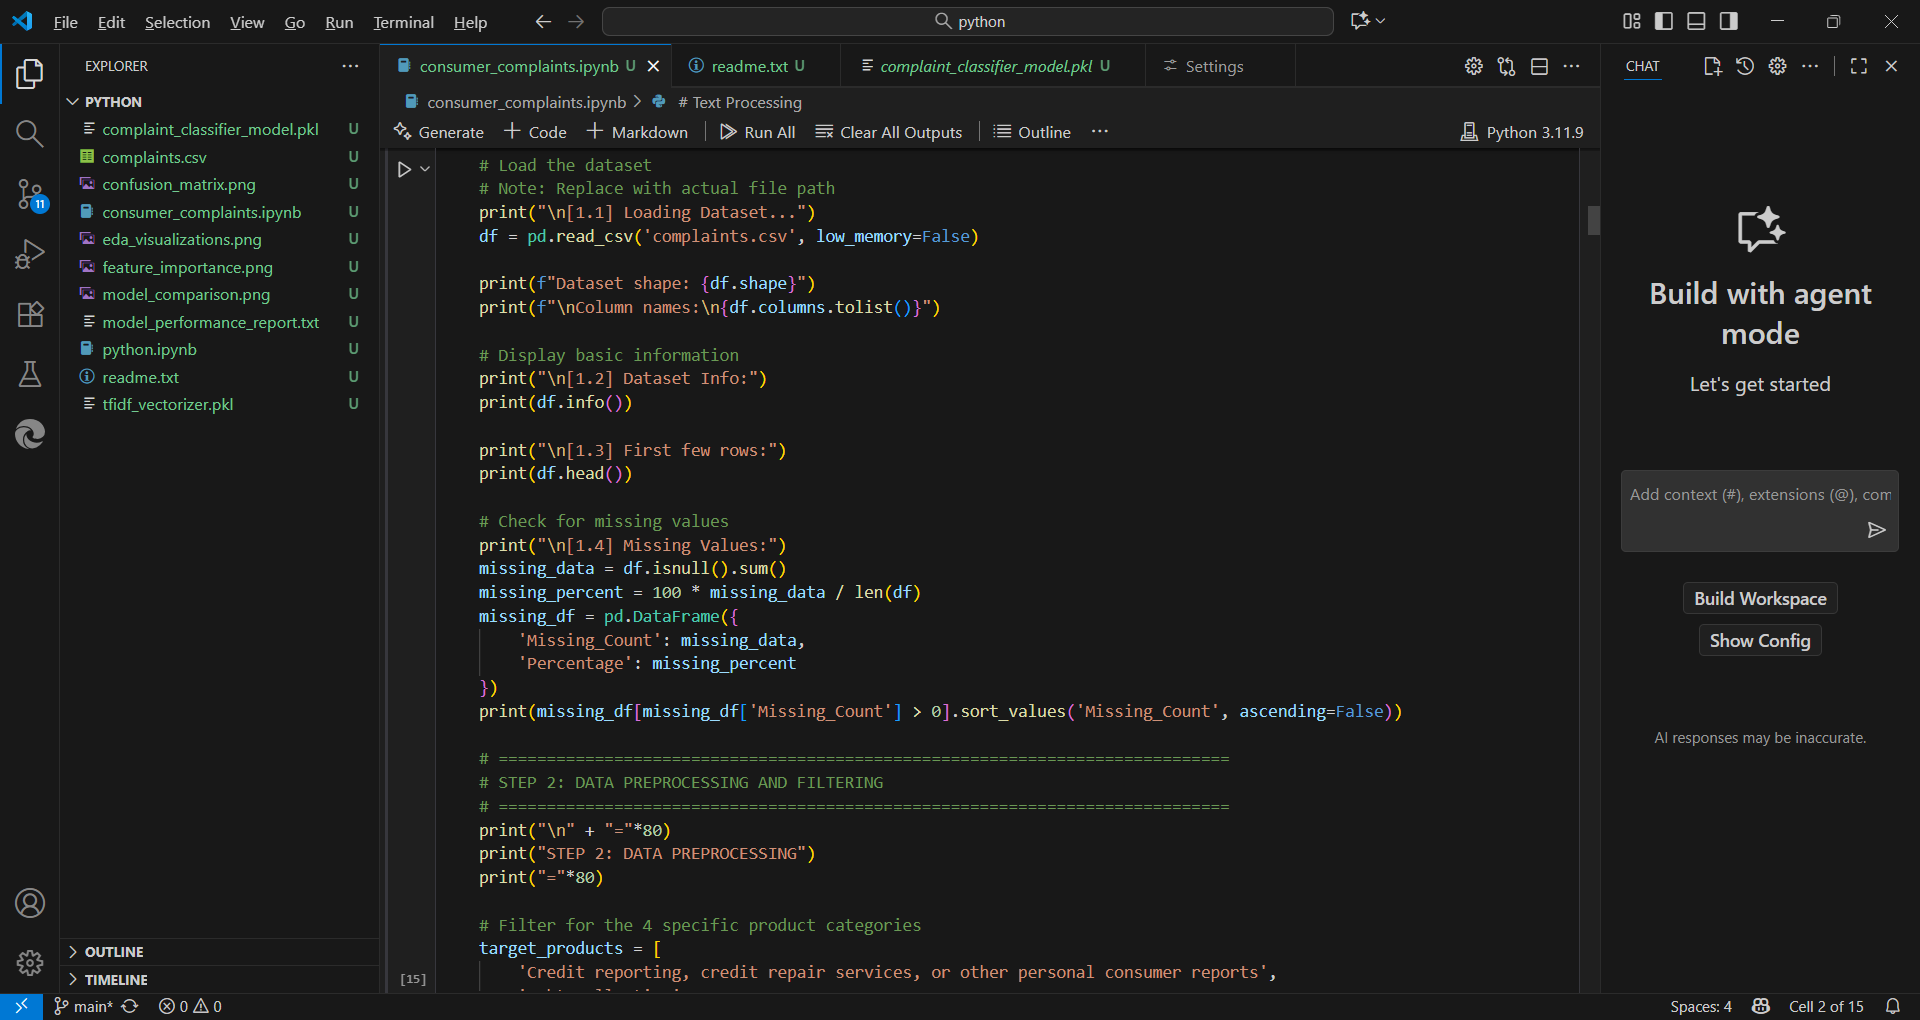 File Edit Selection View Go Run Terminal Help
python
EXPLORER
PYTHON
complaint_classifier_model.pkl U
complaints.csv U
confusion_matrix.png U
consumer_complaints.ipynb U
eda_visualizations.png U
feature_importance.png U
model_comparison.png U
model_performance_report.txt U
python.ipynb U
readme.txt U
tfidf_vectorizer.pkl U
OUTLINE
TIMELINE
11
consumer_complaints.ipynb U
readme.txt U
complaint_classifier_model.pkl U
Settings
consumer_complaints.ipynb > # Text Processing
Generate + Code + Markdown Run All Clear All Outputs Outline ...
Python 3.11.9
# Load the dataset
# Note: Replace with actual file path
print("\n[1.1] Loading Dataset...")
df = pd.read_csv('complaints.csv', low_memory=False)
print(f"Dataset shape: {df.shape}")
print(f"\nColumn names:\n{df.columns.tolist()}")
# Display basic information
print("\n[1.2] Dataset Info:")
print(df.info())
print("\n[1.3] First few rows:")
print(df.head())
# Check for missing values
print("\n[1.4] Missing Values:")
missing_data = df.isnull().sum()
missing_percent = 100 * missing_data / len(df)
missing_df = pd.DataFrame({
'Missing_Count': missing_data,
'Percentage': missing_percent
})
print(missing_df[missing_df['Missing_Count'] > 0].sort_values('Missing_Count', ascending=False))
# ============================================================================
# STEP 2: DATA PREPROCESSING AND FILTERING
# ============================================================================
print("\n" + "="*80)
print("STEP 2: DATA PREPROCESSING")
print("="*80)
# Filter for the 4 specific product categories
target_products = [
'Credit reporting, credit repair services, or other personal consumer reports',
[15]
CHAT
Build with agent
mode
Let's get started
Add context (#), extensions (@), com
Build Workspace
Show Config
AI responses may be inaccurate.
main* 0 0
Spaces: 4 Cell 2 of 15